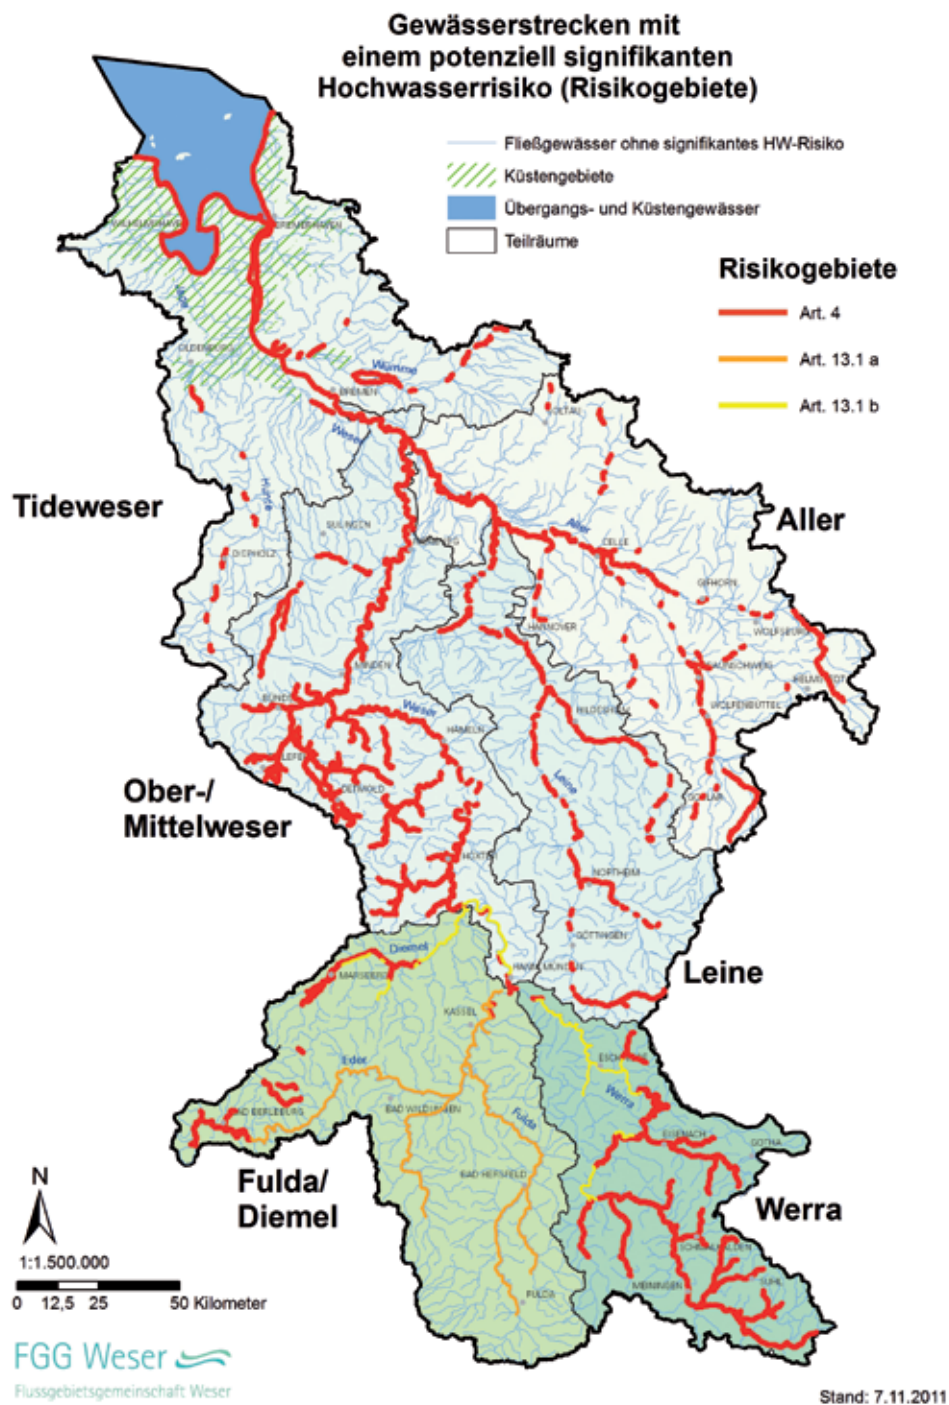 Gewässerstrecken mit
einem potenziell signifikanten
Hochwasserrisiko (Risikogebiete)
Fließgewässer ohne signifikantes HW-Risiko
Küstengebiete
Übergangs- und Küstengewässer
Teilräume
Risikogebiete
Art. 4
Art. 13.1 a
Art. 13.1 b
WILHELMSHAVEN
BREMERHAVEN
Jade
OLDENBURG
Wümme
BREMEN
SOLTAU
Weser
Tideweser
Hunte
SULINGEN
Aller
Aller
DIEPHOLZ
CELLE
GIFHORN
HANNOVER
WOLFSBURG
MINDEN
BRAUNSCHWEIG
HELMSTEDT
BÜNDE
Weser
HILDESHEIM
WOLFENBÜTTEL
HAMELN
Ober-/
Mittelweser
DETMOLD
Leine
GOSLAR
HÖXTER
NORTHEIM
GÖTTINGEN
Diemel
Leine
MARSBERG
HANN. MÜNDEN
KASSEL
Eder
ESCHWEGE
Werra
BAD BERLEBURG
BAD WILDUNGEN
Fulda
EISENACH
GOTHA
BAD HERSFELD
Fulda/
Diemel
Werra
SCHMALKALDEN
MEININGEN
SUHL
FULDA
N
1:1.500.000
0 12,5 25 50 Kilometer
FGG Weser
Flussgebietsgemeinschaft Weser
Stand: 7.11.2011